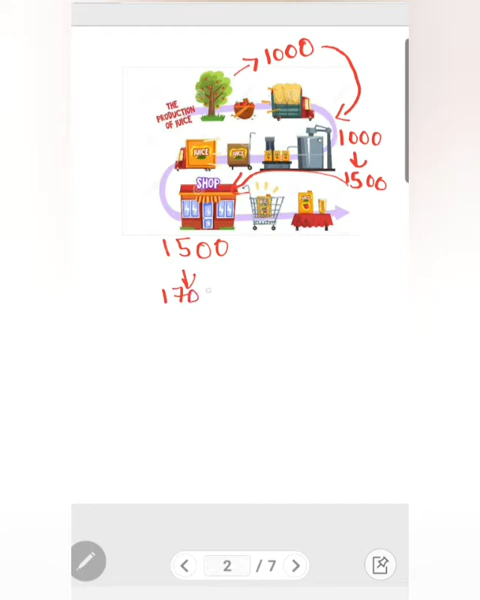 1000
THE
PRODUCTION
OF JUICE
1000
JUICE
JUICE
1500
SHOP
1500
170
2 / 7